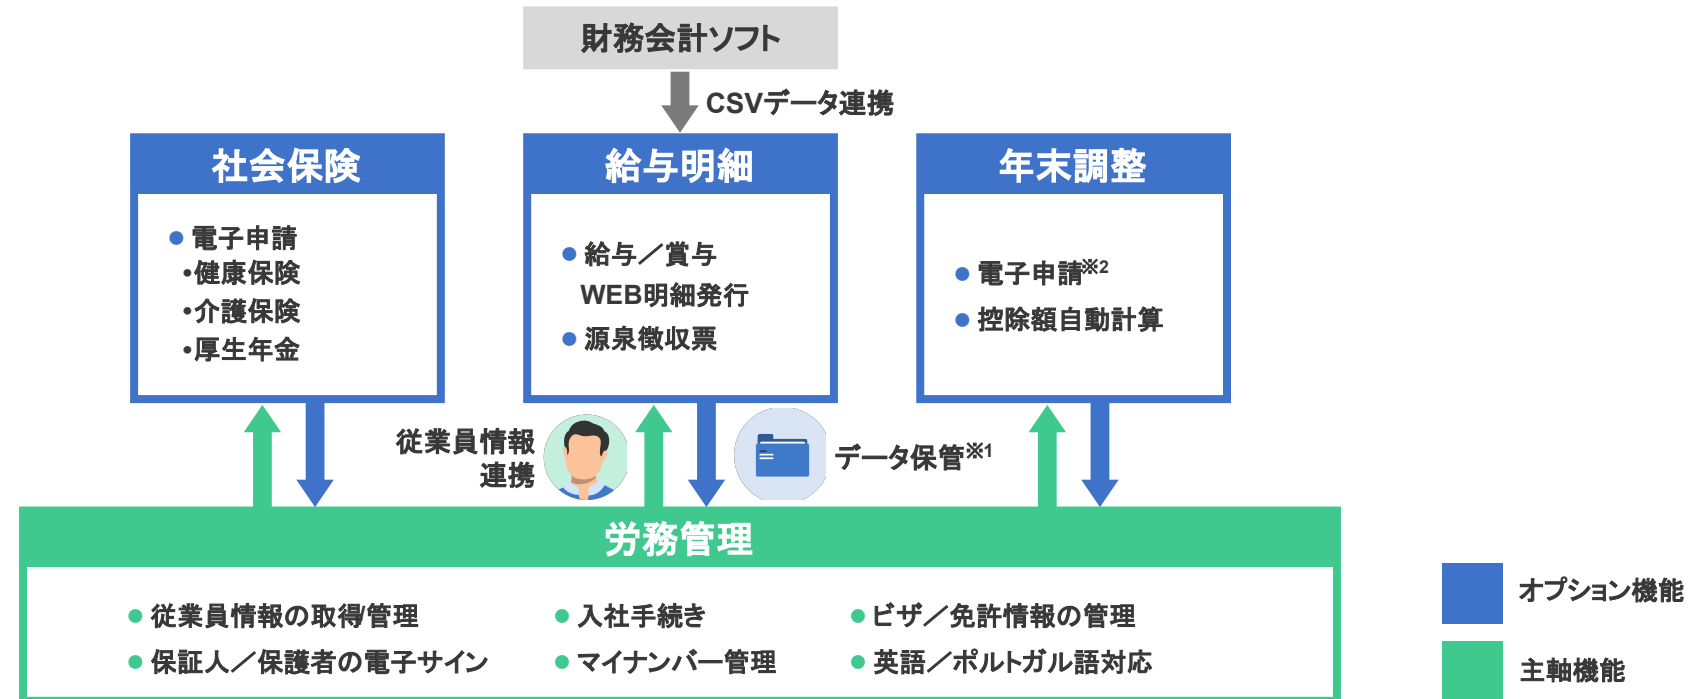 財務会計ソフト
CSVデータ連携
社会保険
● 電子申請
・健康保険
・介護保険
・厚生年金
給与明細
● 給与／賞与
WEB明細発行
● 源泉徴収票
年末調整
● 電子申請※2
● 控除額自動計算
従業員情報
連携
データ保管※1
労務管理
● 従業員情報の取得/管理
● 入社手続き
● ビザ／免許情報の管理
● 保証人／保護者の電子サイン
● マイナンバー管理
● 英語／ポルトガル語対応
オプション機能
主軸機能